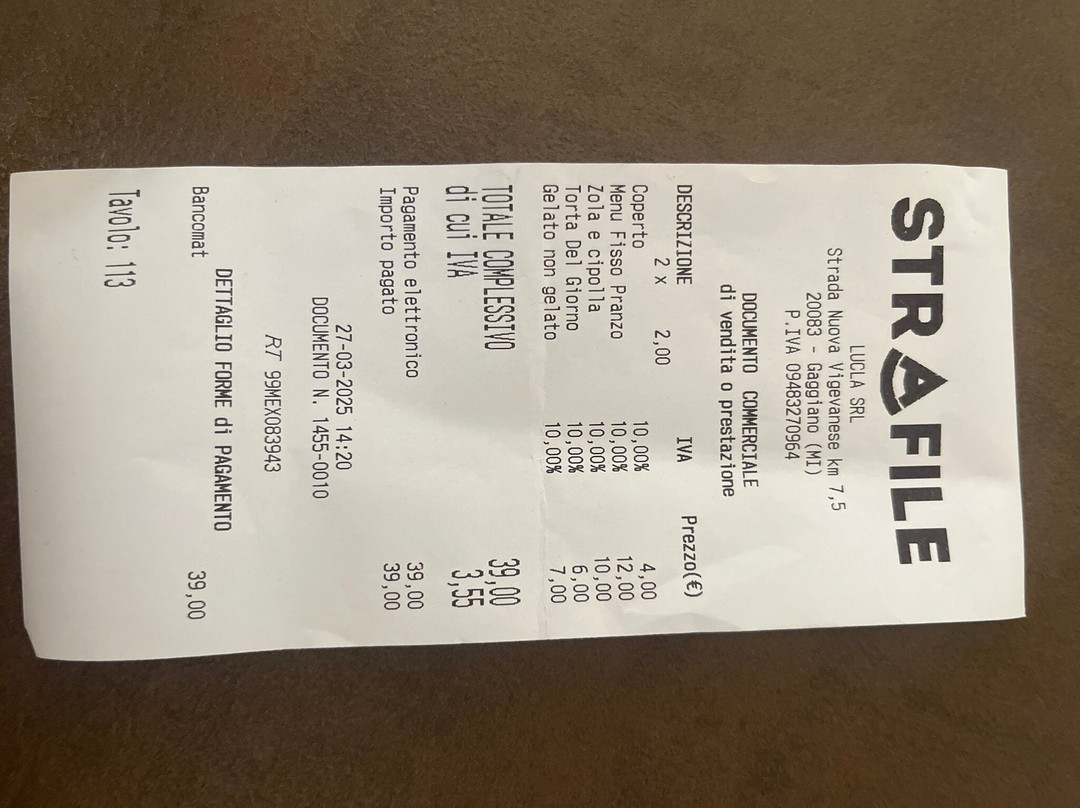 STRAFILE
LUCLA SRL
Strada Nuova Vigevanese km 7,5
20083 - Gaggiano (MI)
P.IVA 09483270964
DOCUMENTO COMMERCIALE
di vendita o prestazione
DESCRIZIONE IVA Prezzo(€)
2 x 2,00
Coperto 10,00% 4,00
Menu Fisso Pranzo 10,00% 12,00
Zola e cipolla 10,00% 10,00
Torta Del Giorno 10,00% 6,00
Gelato non gelato 10,00% 7,00
TOTALE COMPLESSIVO 39,00
di cui IVA 3,55
Pagamento elettronico 39,00
Importo pagato 39,00
27-03-2025 14:20
DOCUMENTO N. 1455-0010
RT 99MEX083943
DETTAGLIO FORME di PAGAMENTO
Bancomat 39,00
Tavolo: 113